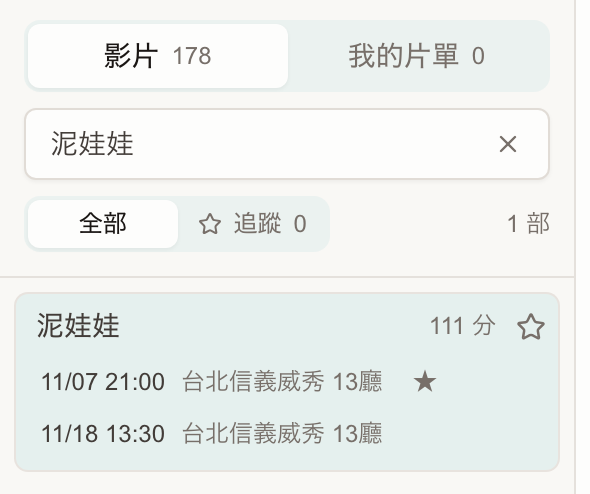 影片 178 我的片單 0
泥娃娃
全部 追蹤 0 1 部
泥娃娃 111 分
11/07 21:00 台北信義威秀 13廳 ★
11/18 13:30 台北信義威秀 13廳